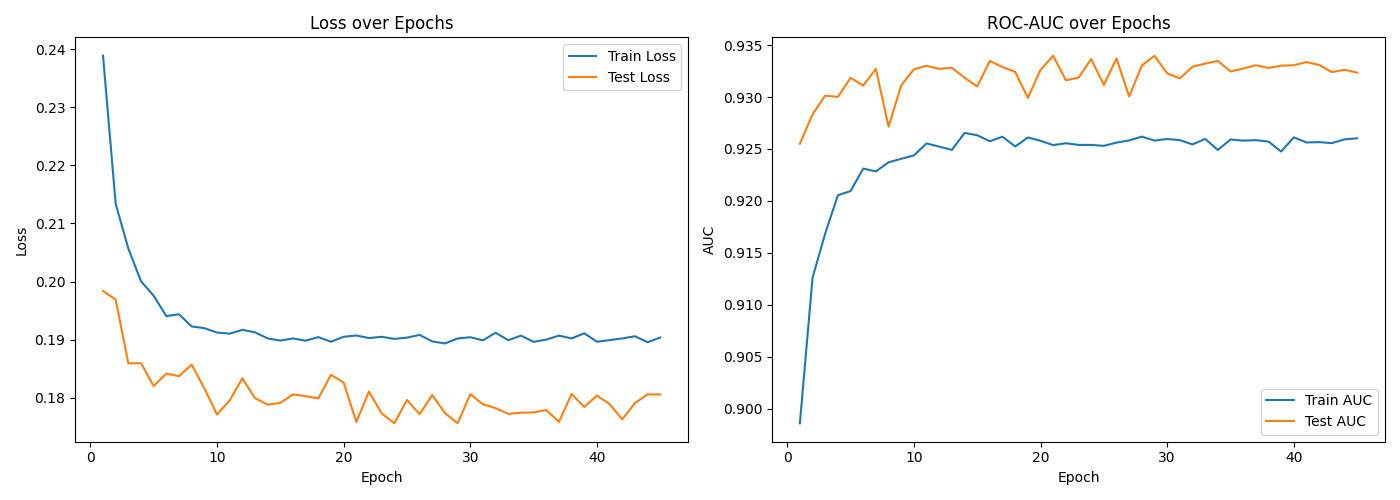 Loss over Epochs
0.24
0.23
0.22
0.21
0.20
0.19
0.18
Loss
0
10
20
30
40
Epoch
Train Loss
Test Loss
ROC-AUC over Epochs
0.935
0.930
0.925
0.920
0.915
0.910
0.905
0.900
AUC
0
10
20
30
40
Epoch
Train AUC
Test AUC